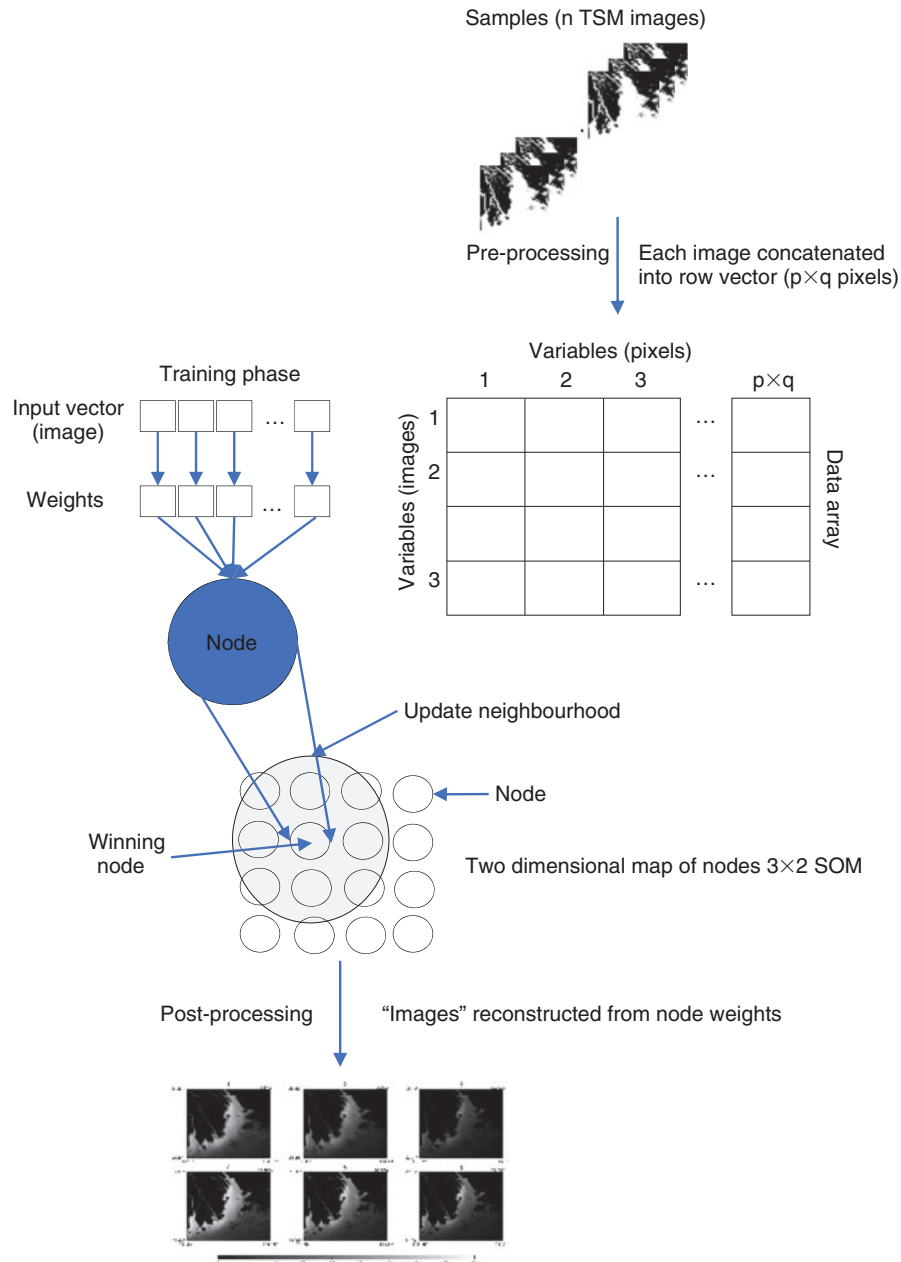 Samples (n TSM images)
Pre-processing
Each image concatenated
into row vector (p×q pixels)
Variables (pixels)
1 2 3 p×q
Variables (images)
1
2
3
...
...
...
Data array
Training phase
Input vector
(image)
...
Weights
...
Node
Update neighbourhood
Node
Winning
node
Two dimensional map of nodes 3×2 SOM
Post-processing
“Images” reconstructed from node weights